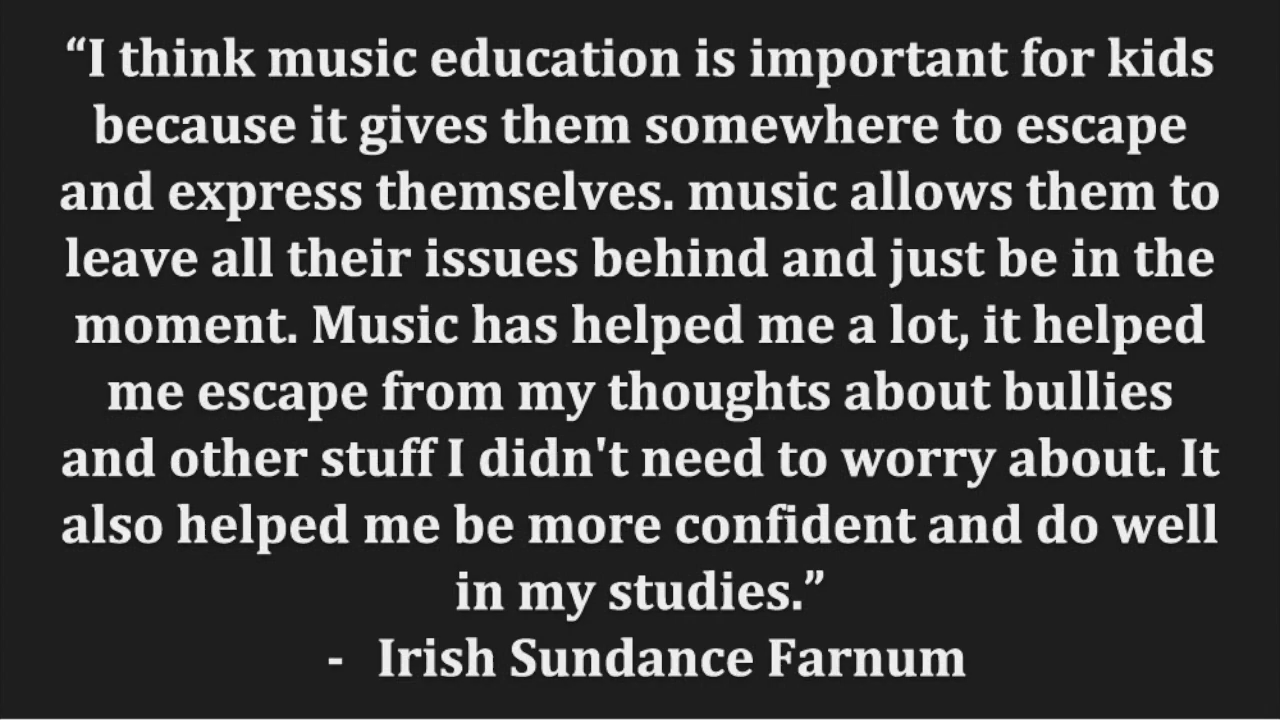 “I think music education is important for kids
because it gives them somewhere to escape
and express themselves. music allows them to
leave all their issues behind and just be in the
moment. Music has helped me a lot, it helped
me escape from my thoughts about bullies
and other stuff I didn't need to worry about. It
also helped me be more confident and do well
in my studies.”
- Irish Sundance Farnum